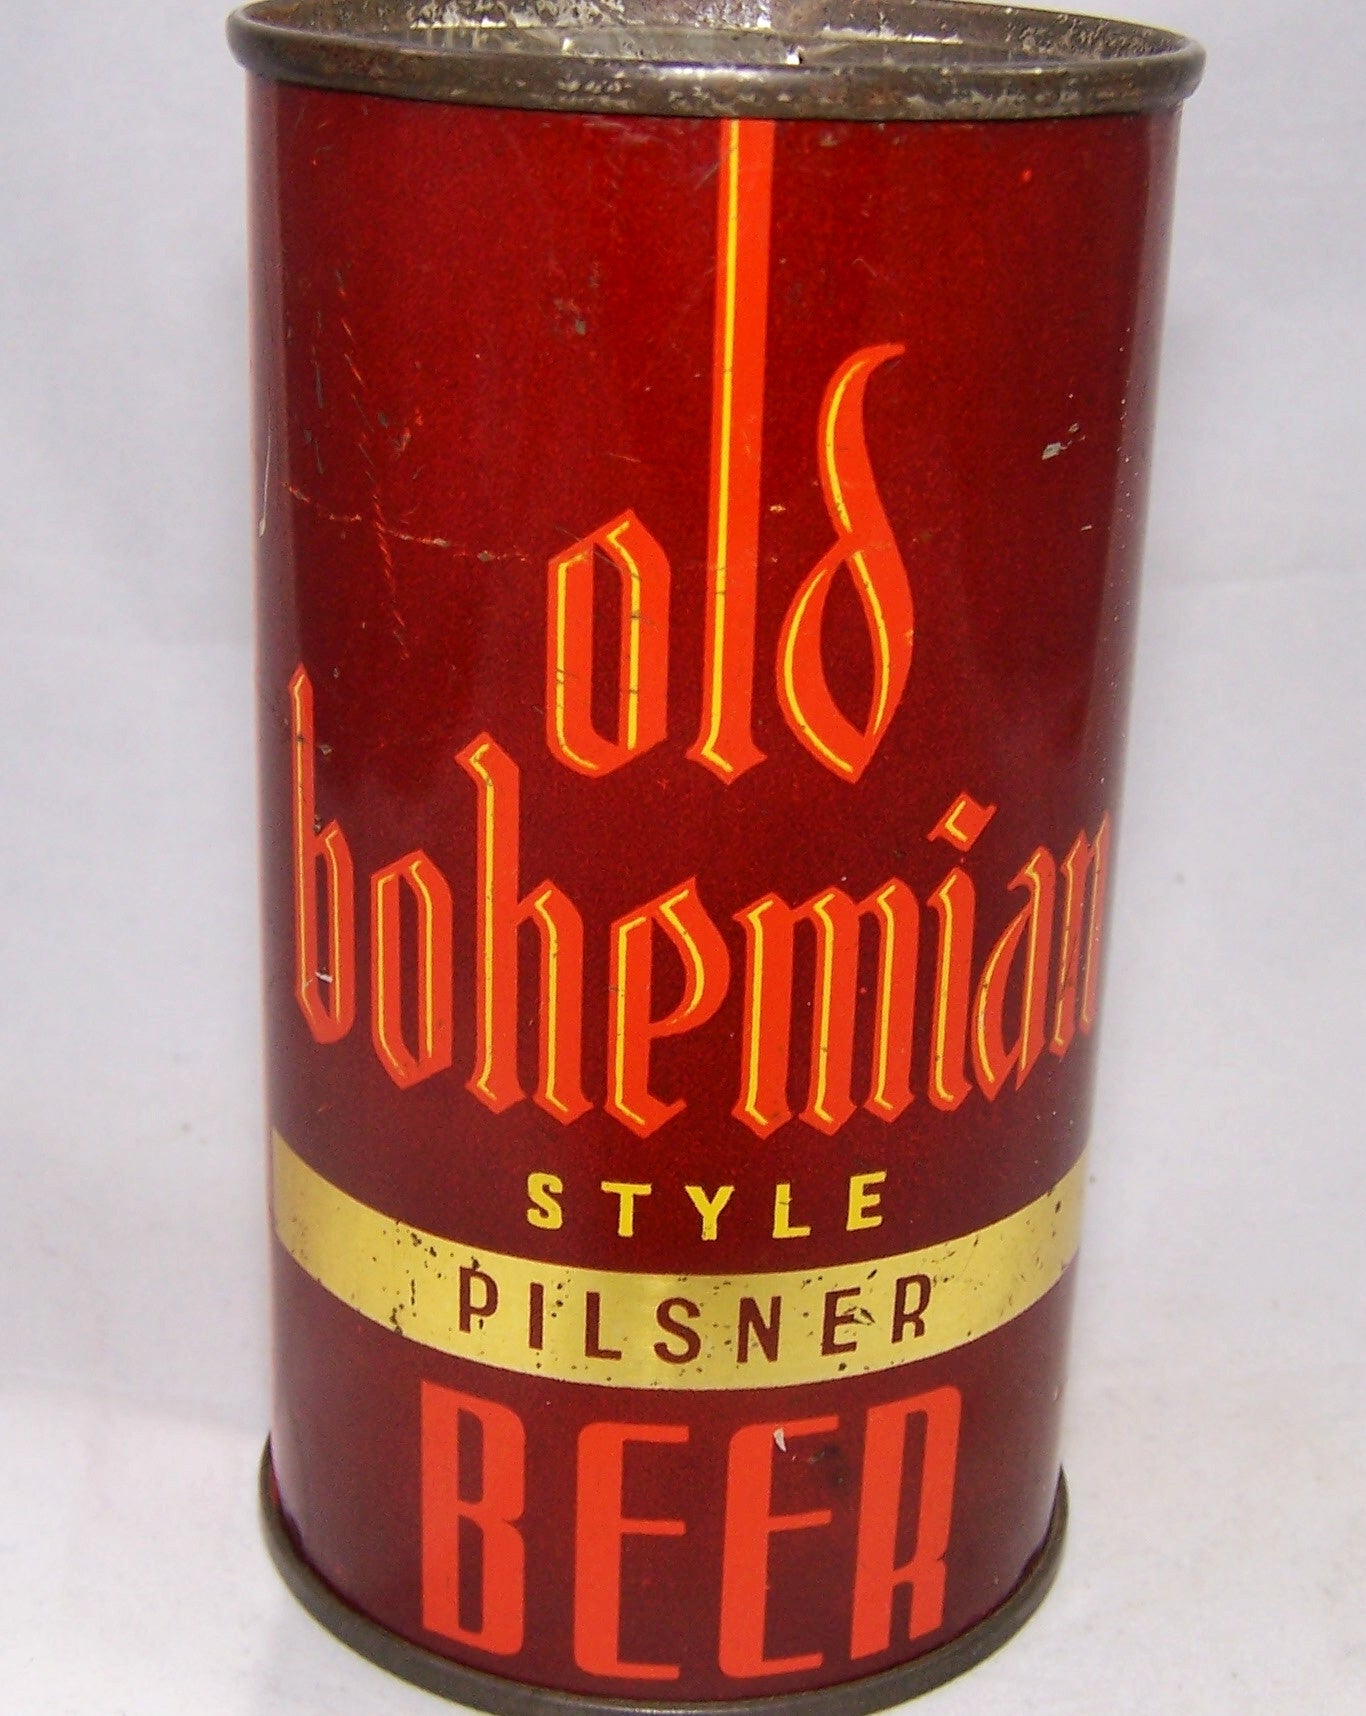 old
bohemian
STYLE
PILSNER
BEER